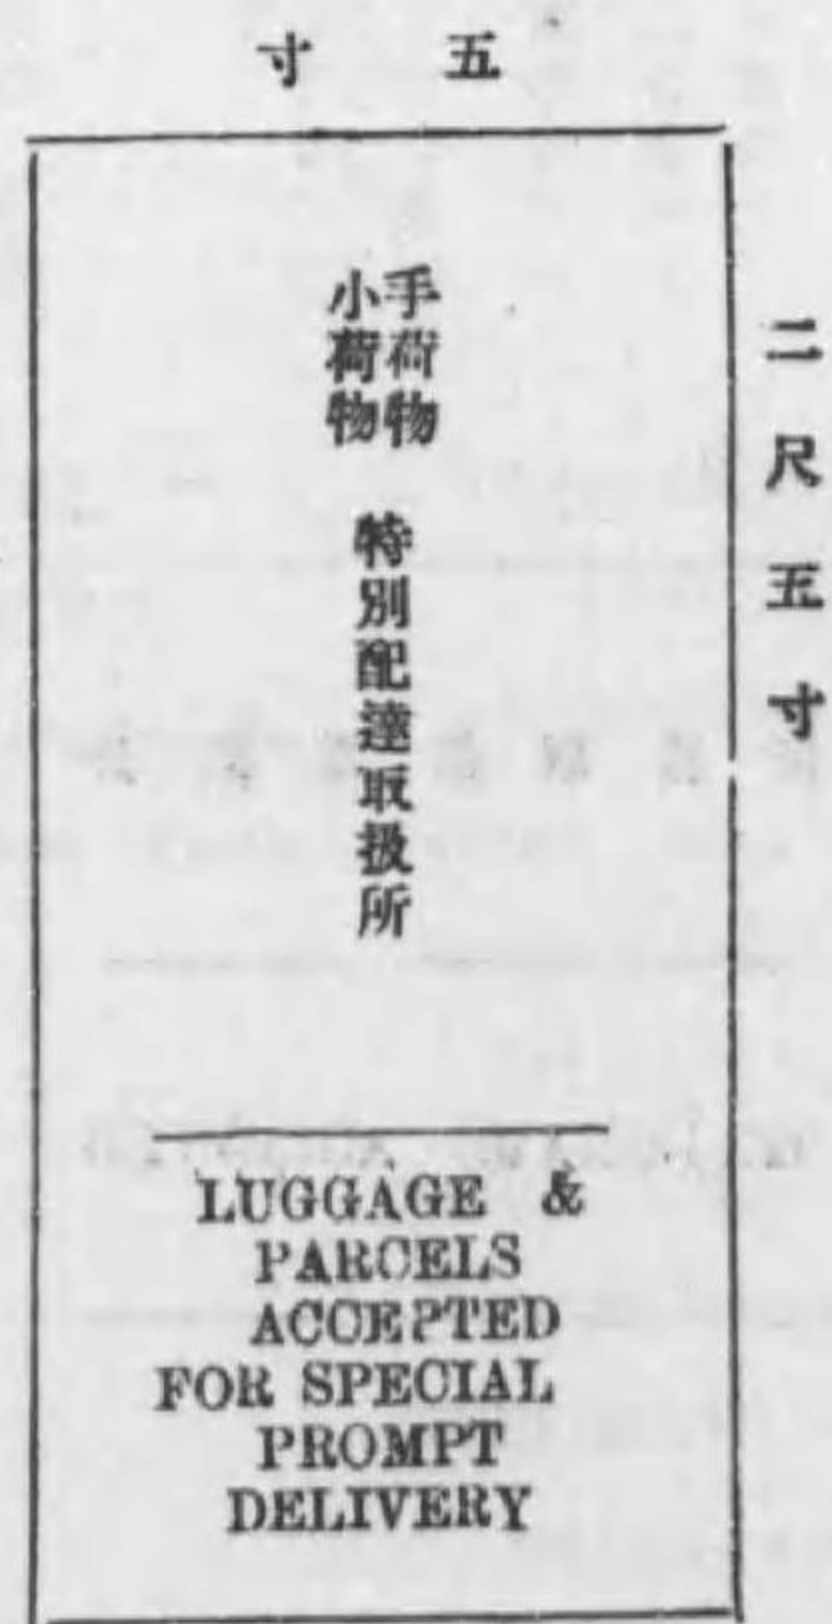 五寸
二尺五寸
手荷物
小荷物
特別配達取扱所
LUGGAGE &
PARCELS
ACCEPTED
FOR SPECIAL
PROMPT
DELIVERY